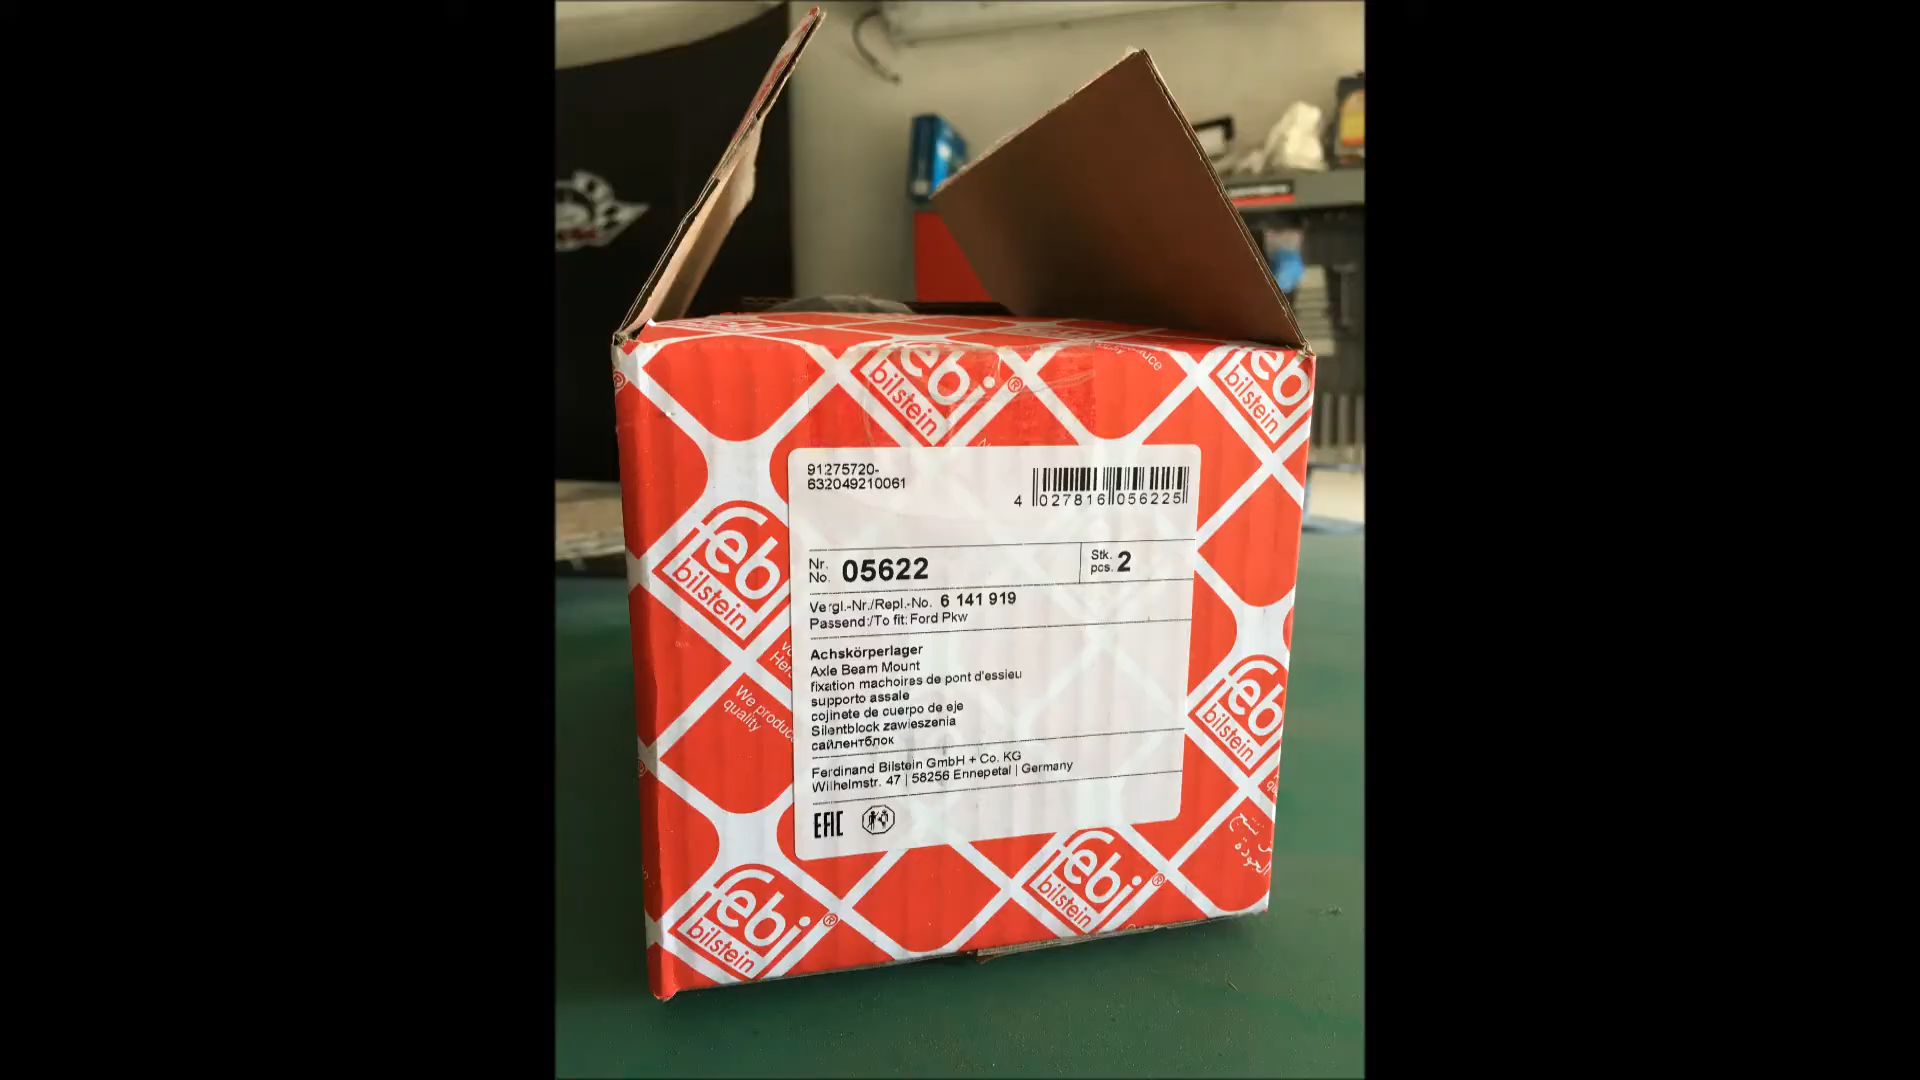 febi
bilstein
®
febi
bilstein
91275720-
632049210061
4 027816 056225
Nr.
No. 05622
Stk.
pcs. 2
Vergl.-Nr./Repl.-No. 6 141 919
Passend:/To fit: Ford Pkw
Achskörperlager
Axle Beam Mount
fixation machoires de pont d'essieu
supporto assale
cojinete de cuerpo de eje
Silentblock zawieszenia
сайлентблок
Ferdinand Bilstein GmbH + Co. KG
Wilhelmstr. 47 | 58256 Ennepetal | Germany
EAC
febi
bilstein
We produce
quality
febi
bilstein
febi
bilstein
®
febi
bilstein
®